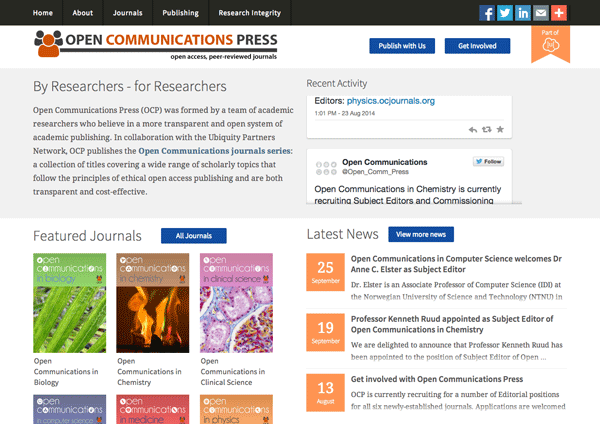 Home
About
Journals
Publishing
Research Integrity
OPEN COMMUNICATIONS PRESS
open access, peer-reviewed journals
Publish with Us
Get Involved
Part of
By Researchers - for Researchers
Open Communications Press (OCP) was formed by a team of academic
researchers who believe in a more transparent and open system of
academic publishing. In collaboration with the Ubiquity Partners
Network, OCP publishes the Open Communications journals series:
a collection of titles covering a wide range of scholarly topics that
follow the principles of ethical open access publishing and are both
transparent and cost-effective.
Recent Activity
Editors: physics.ocjournals.org
1:01 PM - 23 Aug 2014
Open Communications
@Open_Comm_Press
Follow
Open Communications in Chemistry is currently
recruiting Subject Editors and Commissioning
Featured Journals
All Journals
open
communications
in biology
open
communications
in chemistry
open
communications
in clinical science
Open
Communications in
Biology
Open
Communications in
Chemistry
Open
Communications in
Clinical Science
open
communications
in computer science
open
communications
in medicine
open
communications
in physics
Latest News
View more news
25
September
Open Communications in Computer Science welcomes Dr
Anne C. Elster as Subject Editor
Dr. Elster is an Associate Professor of Computer Science (IDI) at
the Norwegian University of Science and Technology (NTNU) in
19
September
Professor Kenneth Ruud appointed as Subject Editor of
Open Communications in Chemistry
We are delighted to announce that Professor Kenneth Ruud has
been appointed to the position of Subject Editor of Open ...
13
August
Get involved with Open Communications Press
OCP is currently recruiting for a number of Editorial positions
for all six newly-established journals. Applications are welcomed